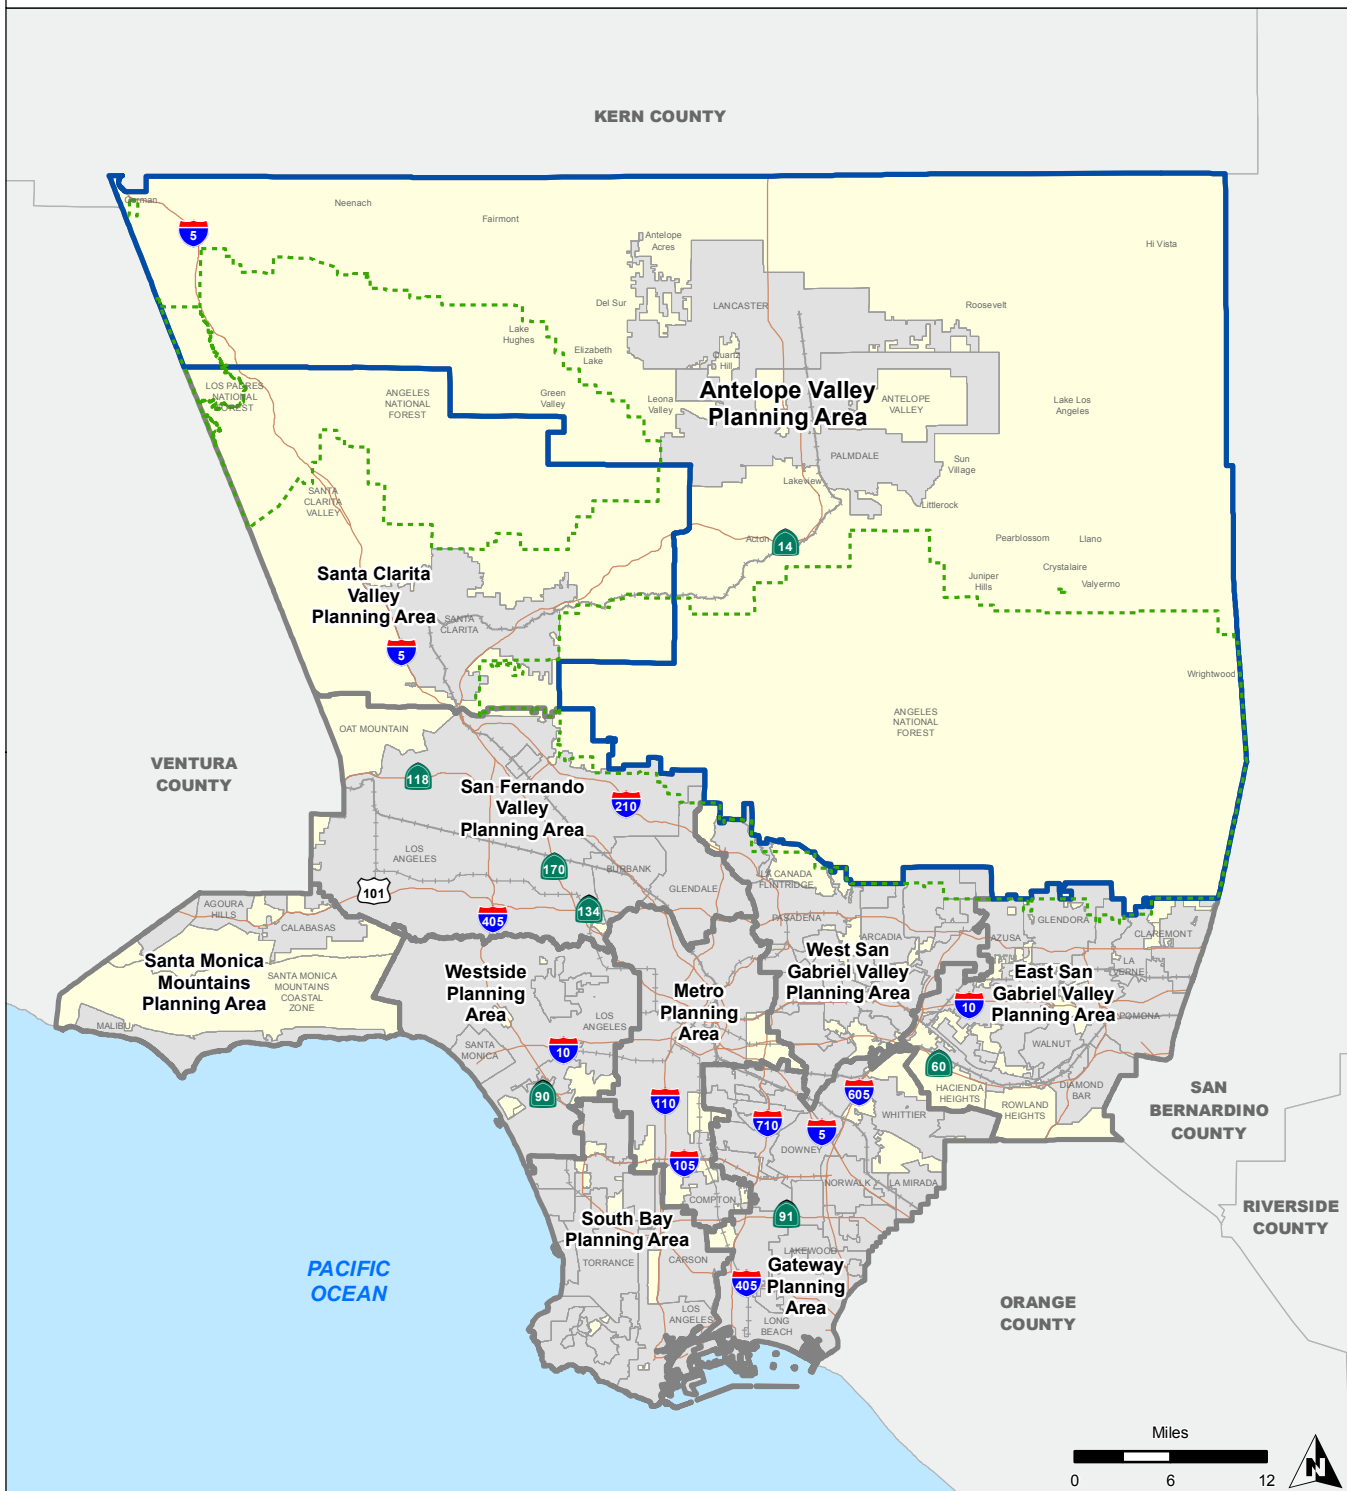 KERN COUNTY
Gorman
Neenach
Fairmont
Antelope
Acres
Hi Vista
5
Del Sur
LANCASTER
Roosevelt
Lake
Hughes
Elizabeth
Lake
Quartz
Hill
LOS PADRES
NATIONAL
FOREST
ANGELES
NATIONAL
FOREST
Green
Valley
Leona
Valley
Antelope Valley
Planning Area
ANTELOPE
VALLEY
Lake Los
Angeles
PALMDALE
Sun
Village
Lakeview
Littlerock
SANTA
CLARITA
VALLEY
Acton
14
Pearblossom
Llano
Crystalaire
Juniper
Hills
Valyermo
Santa Clarita
Valley
Planning Area
SANTA
CLARITA
5
Wrightwood
ANGELES
NATIONAL
FOREST
OAT MOUNTAIN
VENTURA
COUNTY
118
San Fernando
Valley
Planning Area
210
LOS
ANGELES
170
BURBANK
GLENDALE
LA CANADA
FLINTRIDGE
101
134
405
AGOURA
HILLS
CALABASAS
PASADENA
ARCADIA
AZUSA
GLENDORA
CLAREMONT
LA
VERNE
Santa Monica
Mountains
Planning Area
SANTA MONICA
MOUNTAINS
COASTAL
ZONE
MALIBU
Westside
Planning
Area
LOS
ANGELES
Metro
Planning
Area
West San
Gabriel Valley
Planning Area
East San
Gabriel Valley
Planning Area
10
POMONA
WALNUT
SANTA
MONICA
10
90
60
HACIENDA
HEIGHTS
ROWLAND
HEIGHTS
DIAMOND
BAR
SAN
BERNARDINO
COUNTY
110
710
605
5
WHITTIER
DOWNEY
105
NORWALK
LA MIRADA
COMPTON
91
RIVERSIDE
COUNTY
South Bay
Planning Area
LAKEWOOD
TORRANCE
CARSON
Gateway
Planning
Area
405
PACIFIC
OCEAN
LOS
ANGELES
LONG
BEACH
ORANGE
COUNTY
Miles
0 6 12
N